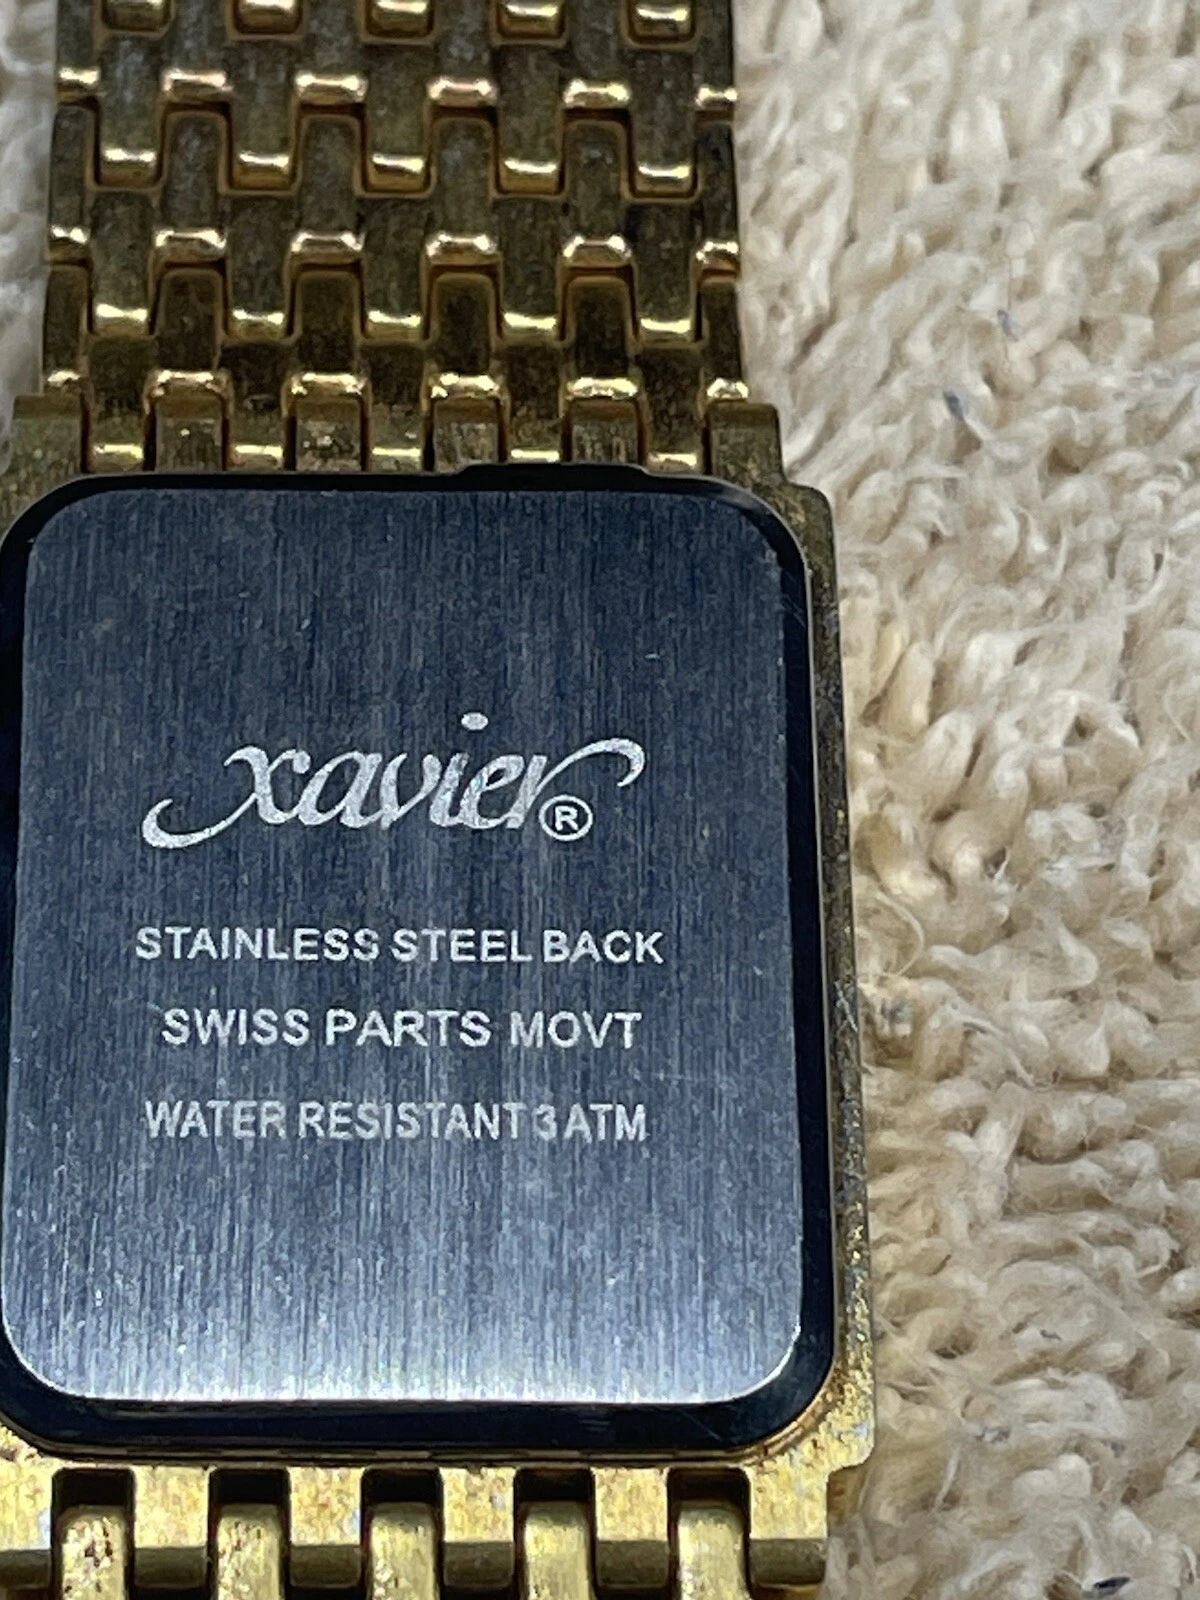 xavier®
STAINLESS STEEL BACK
SWISS PARTS MOVT
WATER RESISTANT 3 ATM